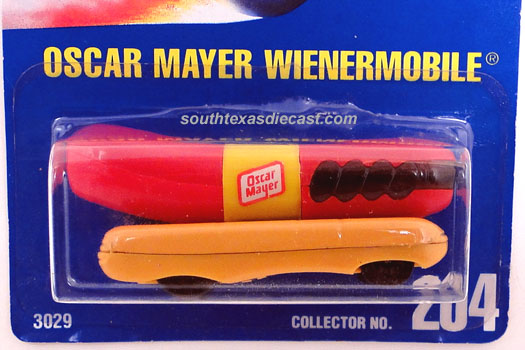 OSCAR MAYER WIENERMOBILE®
southtexasdiecast.com
Oscar
Mayer
3029
COLLECTOR NO. 204